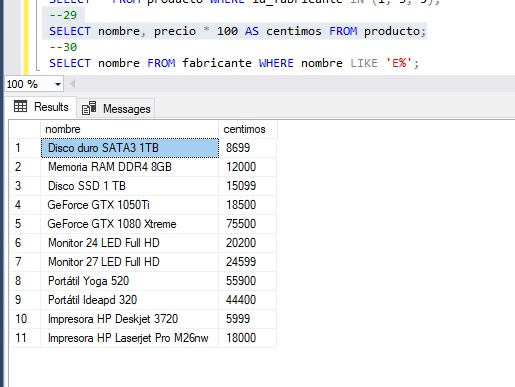 --29
SELECT nombre, precio * 100 AS centimos FROM producto;
--30
SELECT nombre FROM fabricante WHERE nombre LIKE 'E%';
100 %
Results Messages
nombre centimos
1 Disco duro SATA3 1TB 8699
2 Memoria RAM DDR4 8GB 12000
3 Disco SSD 1 TB 15099
4 GeForce GTX 1050Ti 18500
5 GeForce GTX 1080 Xtreme 75500
6 Monitor 24 LED Full HD 20200
7 Monitor 27 LED Full HD 24599
8 Portátil Yoga 520 55900
9 Portátil Ideapd 320 44400
10 Impresora HP Deskjet 3720 5999
11 Impresora HP Laserjet Pro M26nw 18000